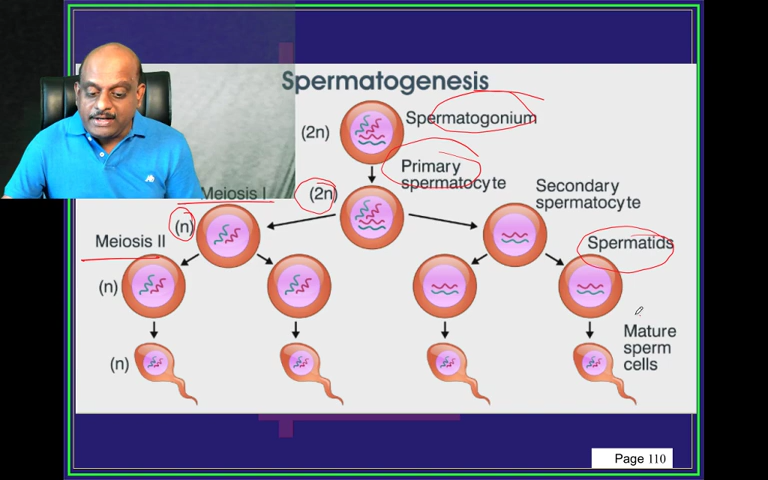 Spermatogenesis
Spermatogonium
(2n)
Primary
spermatocyte
(2n)
Meiosis I
Secondary
spermatocyte
(n)
Meiosis II
Spermatids
(n)
Mature
sperm
cells
(n)
Page 110